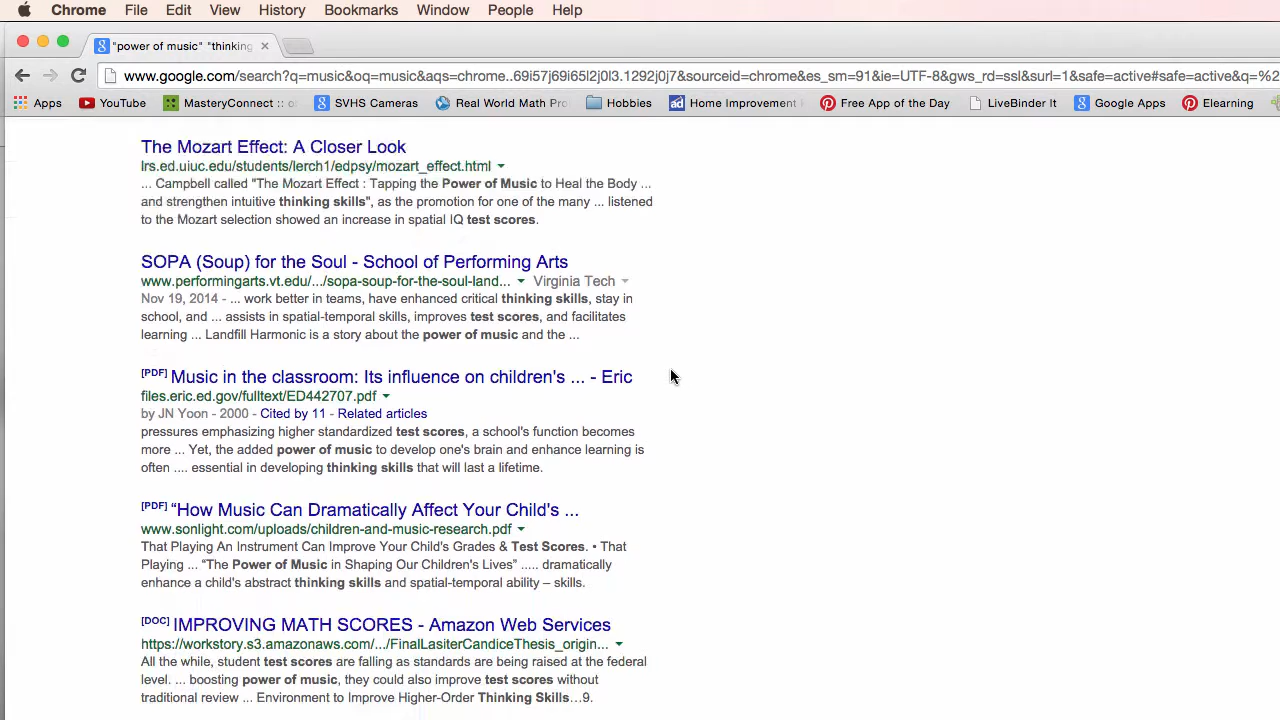 Chrome File Edit View History Bookmarks Window People Help
"power of music" "thinking
www.google.com/search?q=music&oq=music&aqs=chrome..69i57j69i65l2j0l3.1292j0j7&sourceid=chrome&es_sm=91&ie=UTF-8&gws_rd=ssl&surl=1&safe=active#safe=active&q=%2
Apps YouTube MasteryConnect :: o SVHS Cameras Real World Math Pro Hobbies Home Improvement Free App of the Day LiveBinder It Google Apps Elearning
The Mozart Effect: A Closer Look
lrs.ed.uiuc.edu/students/lerch1/edpsy/mozart_effect.html
... Campbell called "The Mozart Effect : Tapping the Power of Music to Heal the Body ...
and strengthen intuitive thinking skills", as the promotion for one of the many ... listened
to the Mozart selection showed an increase in spatial IQ test scores.
SOPA (Soup) for the Soul - School of Performing Arts
www.performingarts.vt.edu/.../sopa-soup-for-the-soul-land... Virginia Tech
Nov 19, 2014 - ... work better in teams, have enhanced critical thinking skills, stay in
school, and ... assists in spatial-temporal skills, improves test scores, and facilitates
learning ... Landfill Harmonic is a story about the power of music and the ...
[PDF] Music in the classroom: Its influence on children's ... - Eric
files.eric.ed.gov/fulltext/ED442707.pdf
by JN Yoon - 2000 - Cited by 11 - Related articles
pressures emphasizing higher standardized test scores, a school's function becomes
more ... Yet, the added power of music to develop one's brain and enhance learning is
often .... essential in developing thinking skills that will last a lifetime.
[PDF] “How Music Can Dramatically Affect Your Child's ...
www.sonlight.com/uploads/children-and-music-research.pdf
That Playing An Instrument Can Improve Your Child's Grades & Test Scores. • That
Playing ... “The Power of Music in Shaping Our Children's Lives” ..... dramatically
enhance a child's abstract thinking skills and spatial-temporal ability – skills.
[DOC] IMPROVING MATH SCORES - Amazon Web Services
https://workstory.s3.amazonaws.com/.../FinalLasiterCandiceThesis_origin...
All the while, student test scores are falling as standards are being raised at the federal
level. ... boosting power of music, they could also improve test scores without
traditional review ... Environment to Improve Higher-Order Thinking Skills…9.